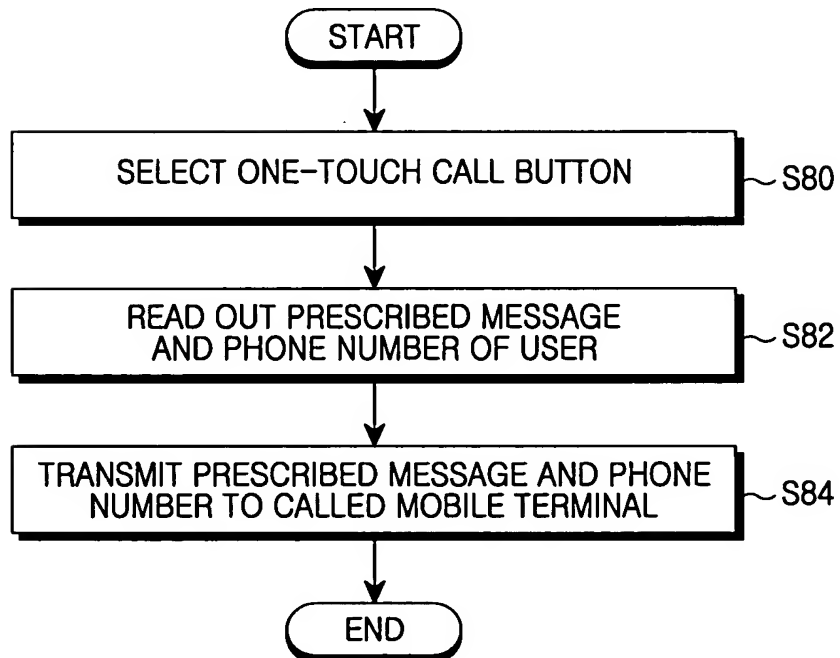 START
SELECT ONE-TOUCH CALL BUTTON
S80
READ OUT PRESCRIBED MESSAGE
AND PHONE NUMBER OF USER
S82
TRANSMIT PRESCRIBED MESSAGE AND PHONE
NUMBER TO CALLED MOBILE TERMINAL
S84
END